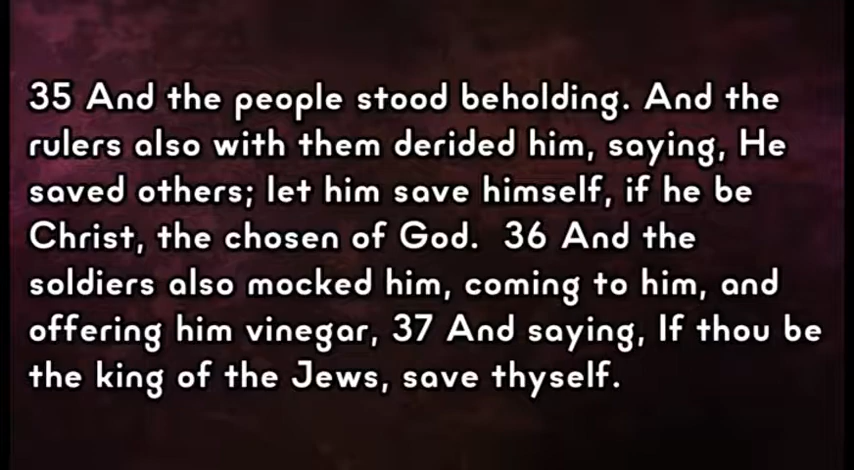 35 And the people stood beholding. And the
rulers also with them derided him, saying, He
saved others; let him save himself, if he be
Christ, the chosen of God.  36 And the
soldiers also mocked him, coming to him, and
offering him vinegar, 37 And saying, If thou be
the king of the Jews, save thyself.